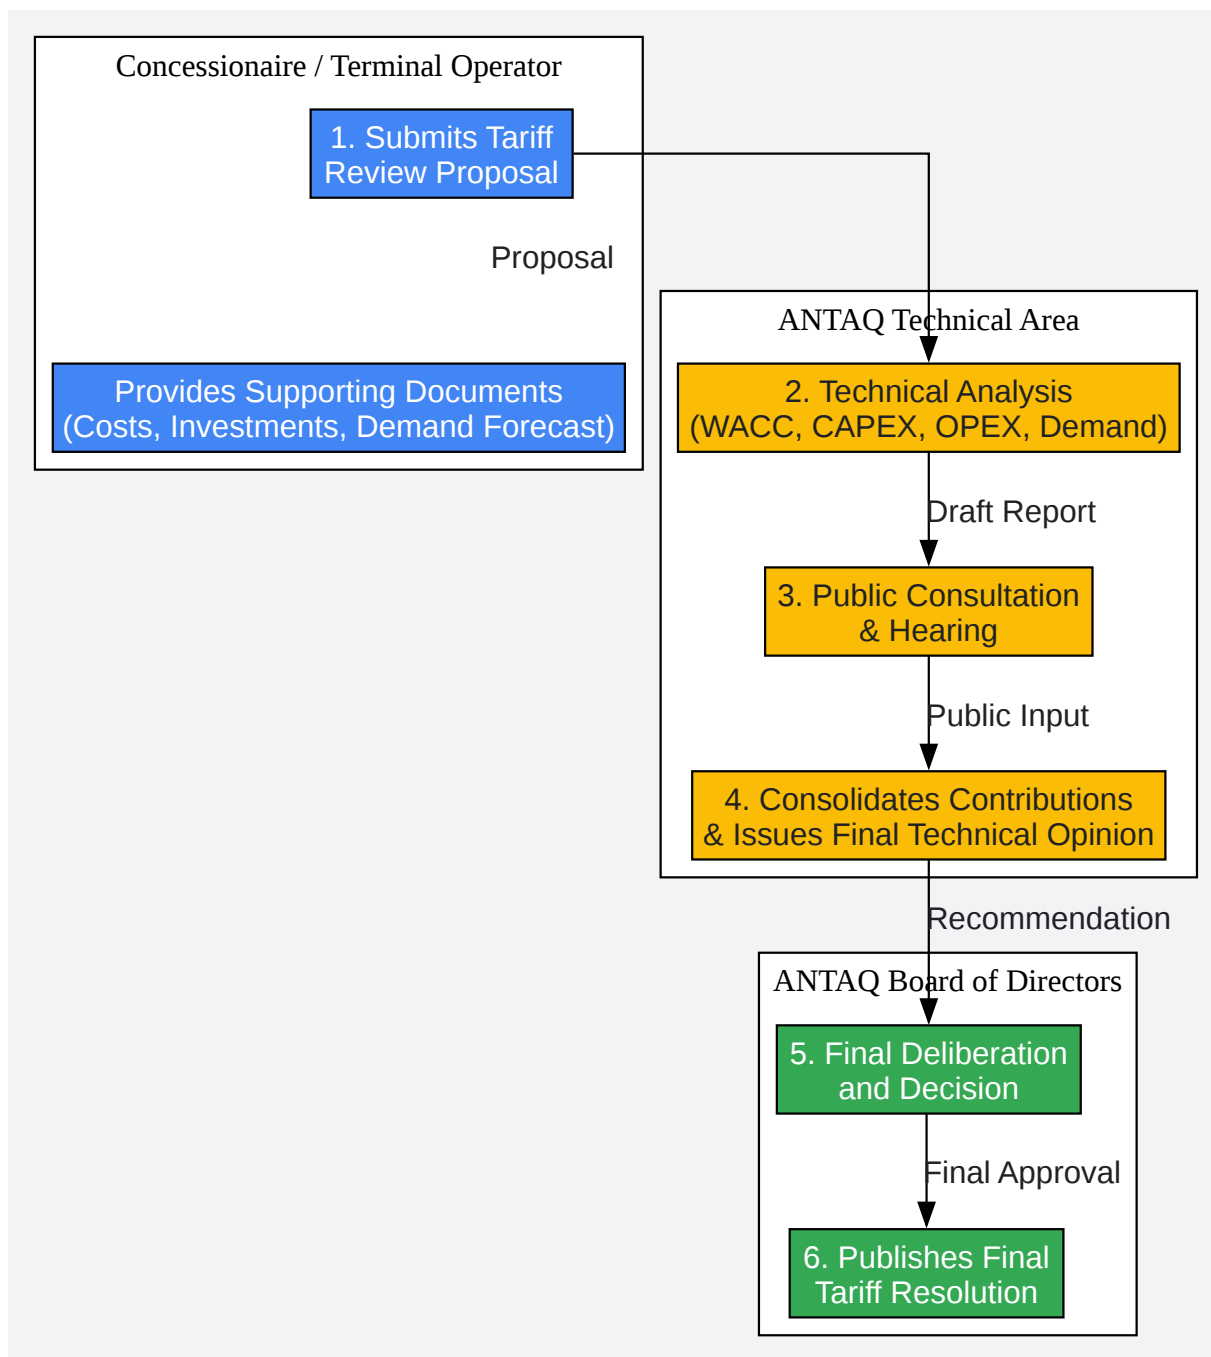 Concessionaire / Terminal Operator
1. Submits Tariff
Review Proposal
Proposal
Provides Supporting Documents
(Costs, Investments, Demand Forecast)
ANTAQ Technical Area
2. Technical Analysis
(WACC, CAPEX, OPEX, Demand)
Draft Report
3. Public Consultation
& Hearing
Public Input
4. Consolidates Contributions
& Issues Final Technical Opinion
Recommendation
ANTAQ Board of Directors
5. Final Deliberation
and Decision
Final Approval
6. Publishes Final
Tariff Resolution